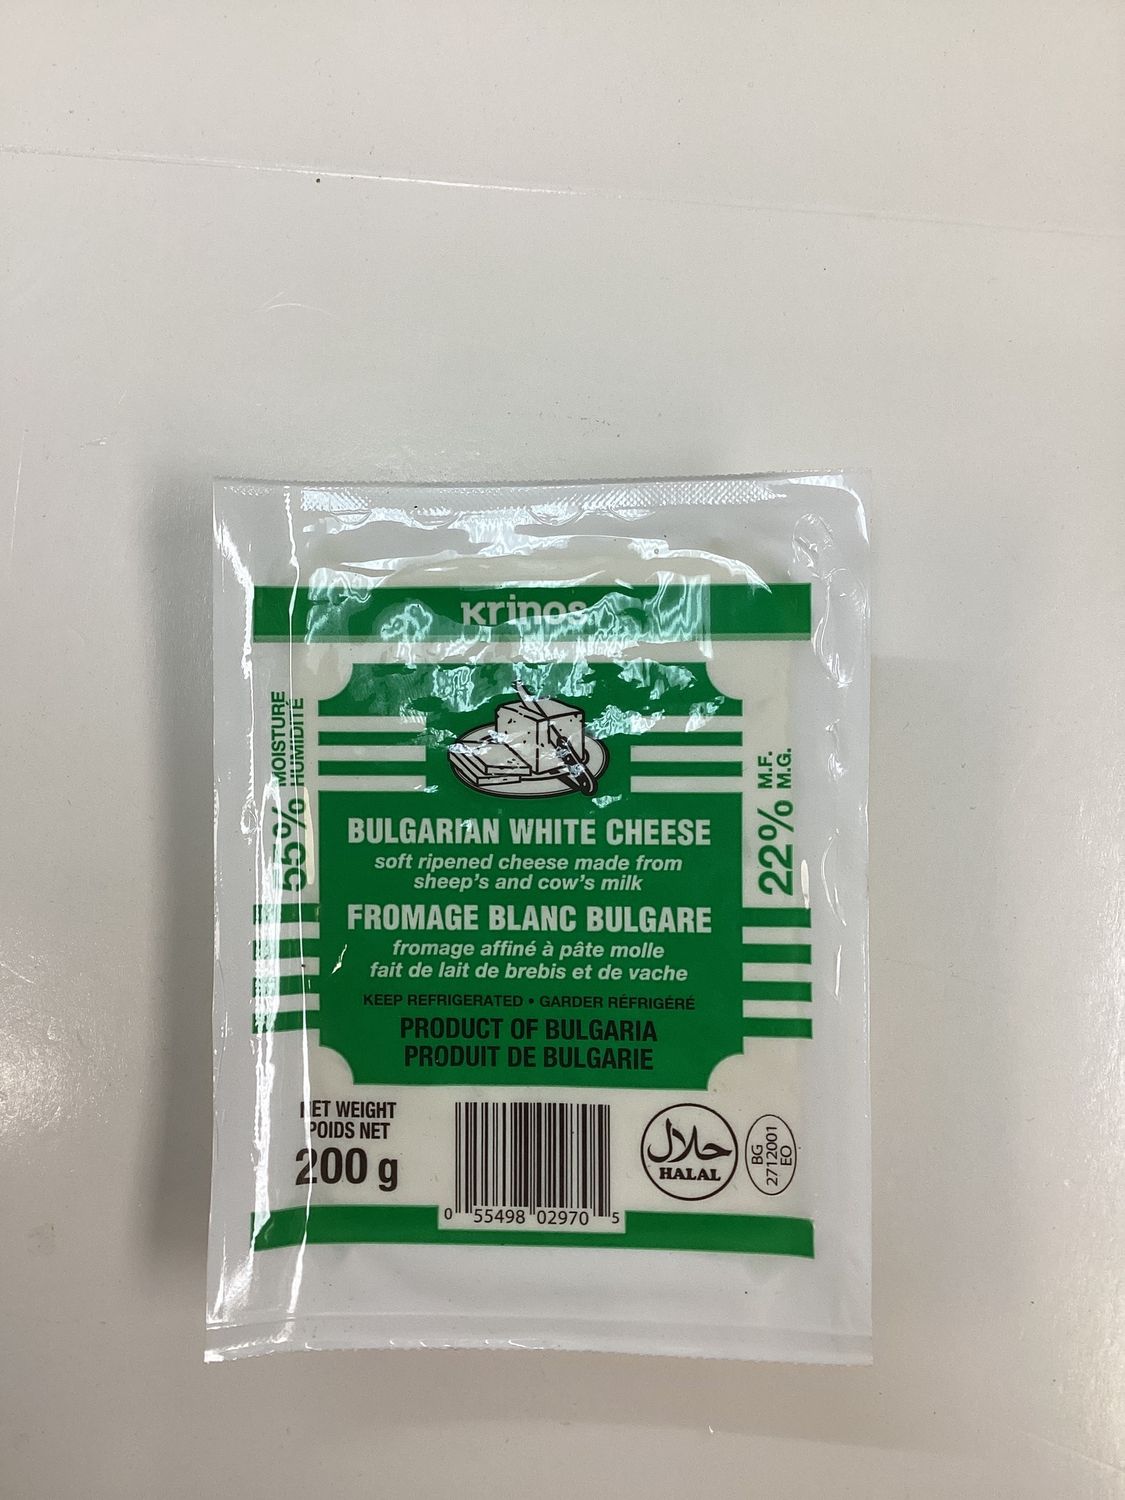 Krinos
55% MOISTURE
HUMIDITÉ
22% M.F.
M.G.
BULGARIAN WHITE CHEESE
soft ripened cheese made from
sheep's and cow's milk
FROMAGE BLANC BULGARE
fromage affiné à pâte molle
fait de lait de brebis et de vache
KEEP REFRIGERATED • GARDER RÉFRIGÉRÉ
PRODUCT OF BULGARIA
PRODUIT DE BULGARIE
NET WEIGHT
POIDS NET
200 g
0 55498 02970 5
حلال
HALAL
BG
2712001
EO